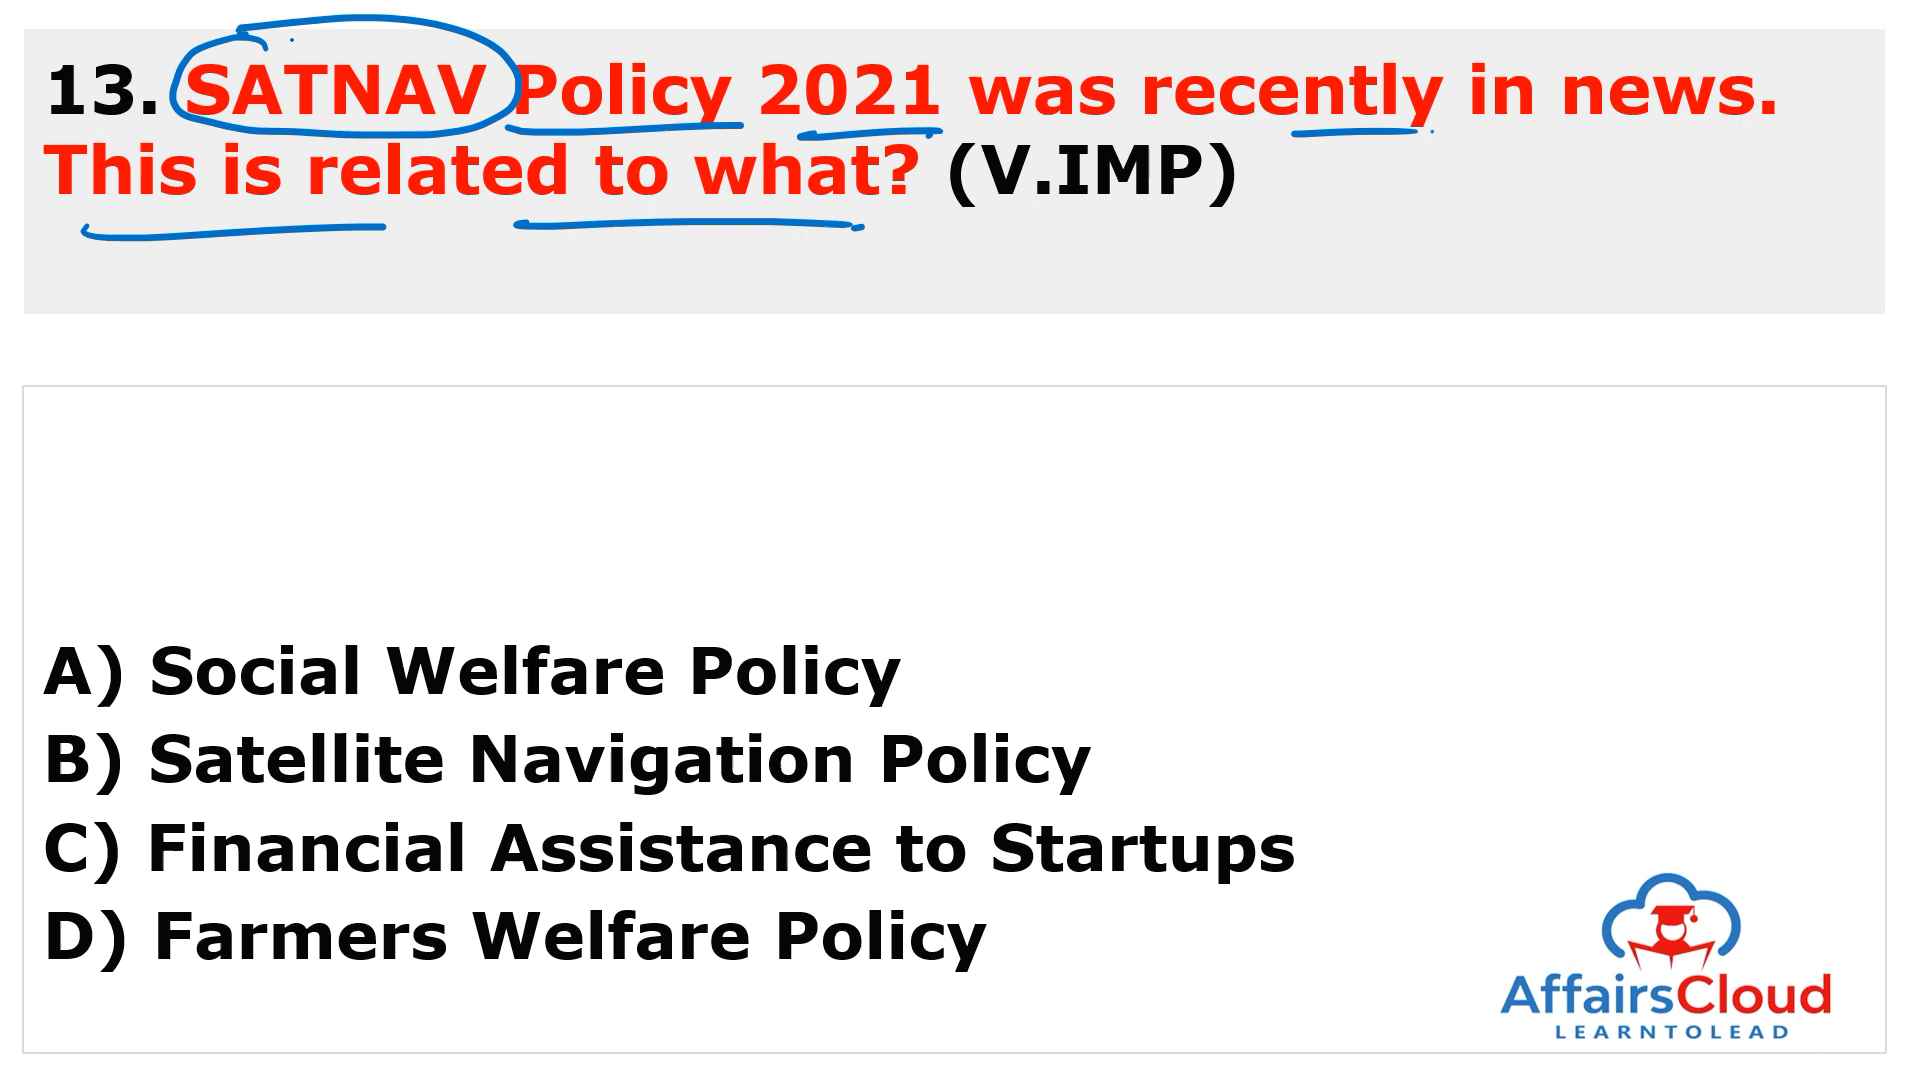 13. SATNAV Policy 2021 was recently in news.
This is related to what? (V.IMP)
A) Social Welfare Policy
B) Satellite Navigation Policy
C) Financial Assistance to Startups
D) Farmers Welfare Policy
AffairsCloud
LEARNTOLEAD